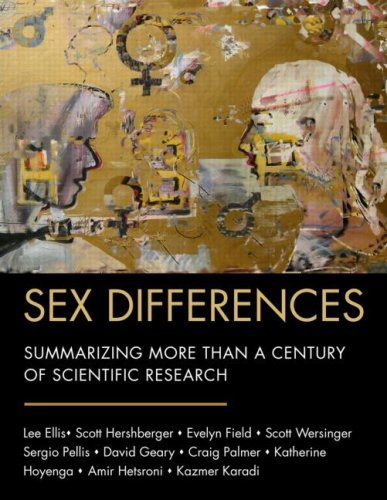 SEX DIFFERENCES
SUMMARIZING MORE THAN A CENTURY
OF SCIENTIFIC RESEARCH
Lee Ellis♦ Scott Hershberger ♦ Evelyn Field ♦ Scott Wersinger
Sergio Pellis ♦ David Geary ♦ Craig Palmer ♦ Katherine
Hoyenga ♦ Amir Hetsroni ♦ Kazmer Karadi